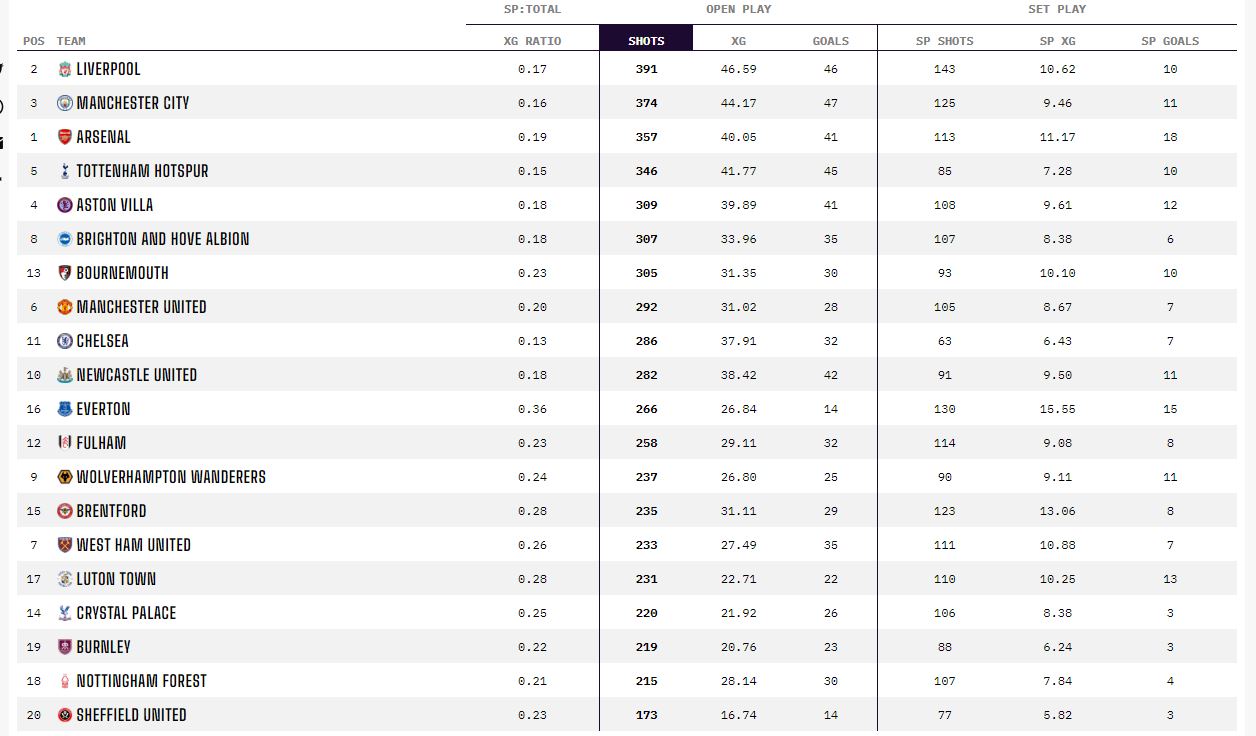 SP:TOTAL OPEN PLAY SET PLAY
POS TEAM XG RATIO SHOTS XG GOALS SP SHOTS SP XG SP GOALS
2 LIVERPOOL 0.17 391 46.59 46 143 10.62 10
3 MANCHESTER CITY 0.16 374 44.17 47 125 9.46 11
1 ARSENAL 0.19 357 40.05 41 113 11.17 18
5 TOTTENHAM HOTSPUR 0.15 346 41.77 45 85 7.28 10
4 ASTON VILLA 0.18 309 39.89 41 108 9.61 12
8 BRIGHTON AND HOVE ALBION 0.18 307 33.96 35 107 8.38 6
13 BOURNEMOUTH 0.23 305 31.35 30 93 10.10 10
6 MANCHESTER UNITED 0.20 292 31.02 28 105 8.67 7
11 CHELSEA 0.13 286 37.91 32 63 6.43 7
10 NEWCASTLE UNITED 0.18 282 38.42 42 91 9.50 11
16 EVERTON 0.36 266 26.84 14 130 15.55 15
12 FULHAM 0.23 258 29.11 32 114 9.08 8
9 WOLVERHAMPTON WANDERERS 0.24 237 26.80 25 90 9.11 11
15 BRENTFORD 0.28 235 31.11 29 123 13.06 8
7 WEST HAM UNITED 0.26 233 27.49 35 111 10.88 7
17 LUTON TOWN 0.28 231 22.71 22 110 10.25 13
14 CRYSTAL PALACE 0.25 220 21.92 26 106 8.38 3
19 BURNLEY 0.22 219 20.76 23 88 6.24 3
18 NOTTINGHAM FOREST 0.21 215 28.14 30 107 7.84 4
20 SHEFFIELD UNITED 0.23 173 16.74 14 77 5.82 3